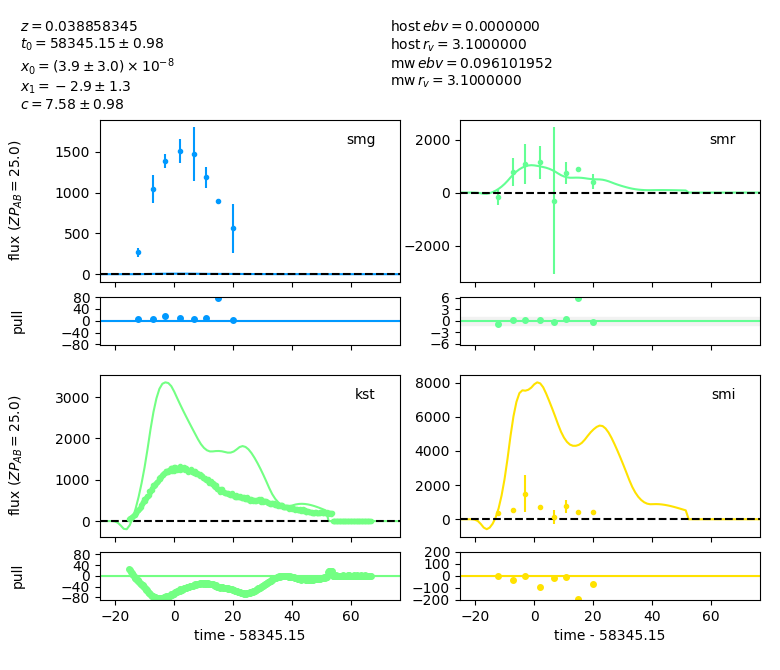 z = 0.038858345
t₀ = 58345.15 ± 0.98
x₀ = (3.9 ± 3.0) × 10⁻⁸
x₁ = −2.9 ± 1.3
c = 7.58 ± 0.98
host ebv = 0.0000000
host r_v = 3.1000000
mw ebv = 0.096101952
mw r_v = 3.1000000
flux (ZP_AB = 25.0)
1500
1000
500
0
smg
2000
0
−2000
smr
pull
80
40
0
−40
−80
6
3
0
−3
−6
flux (ZP_AB = 25.0)
3000
2000
1000
0
kst
8000
6000
4000
2000
0
smi
pull
80
40
0
−40
−80
−20 0 20 40 60
time - 58345.15
200
100
0
−100
−200
−20 0 20 40 60
time - 58345.15